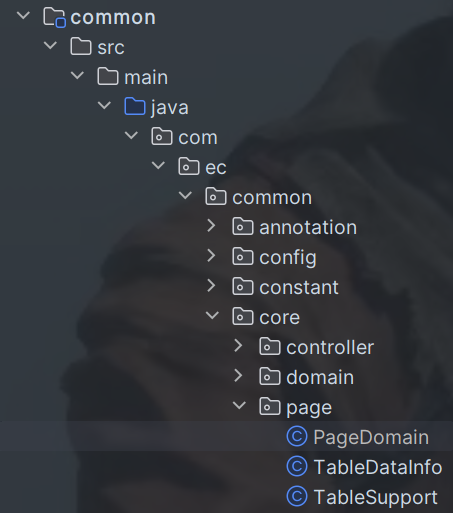 common
src
main
java
com
ec
common
annotation
config
constant
core
controller
domain
page
PageDomain
TableDataInfo
TableSupport